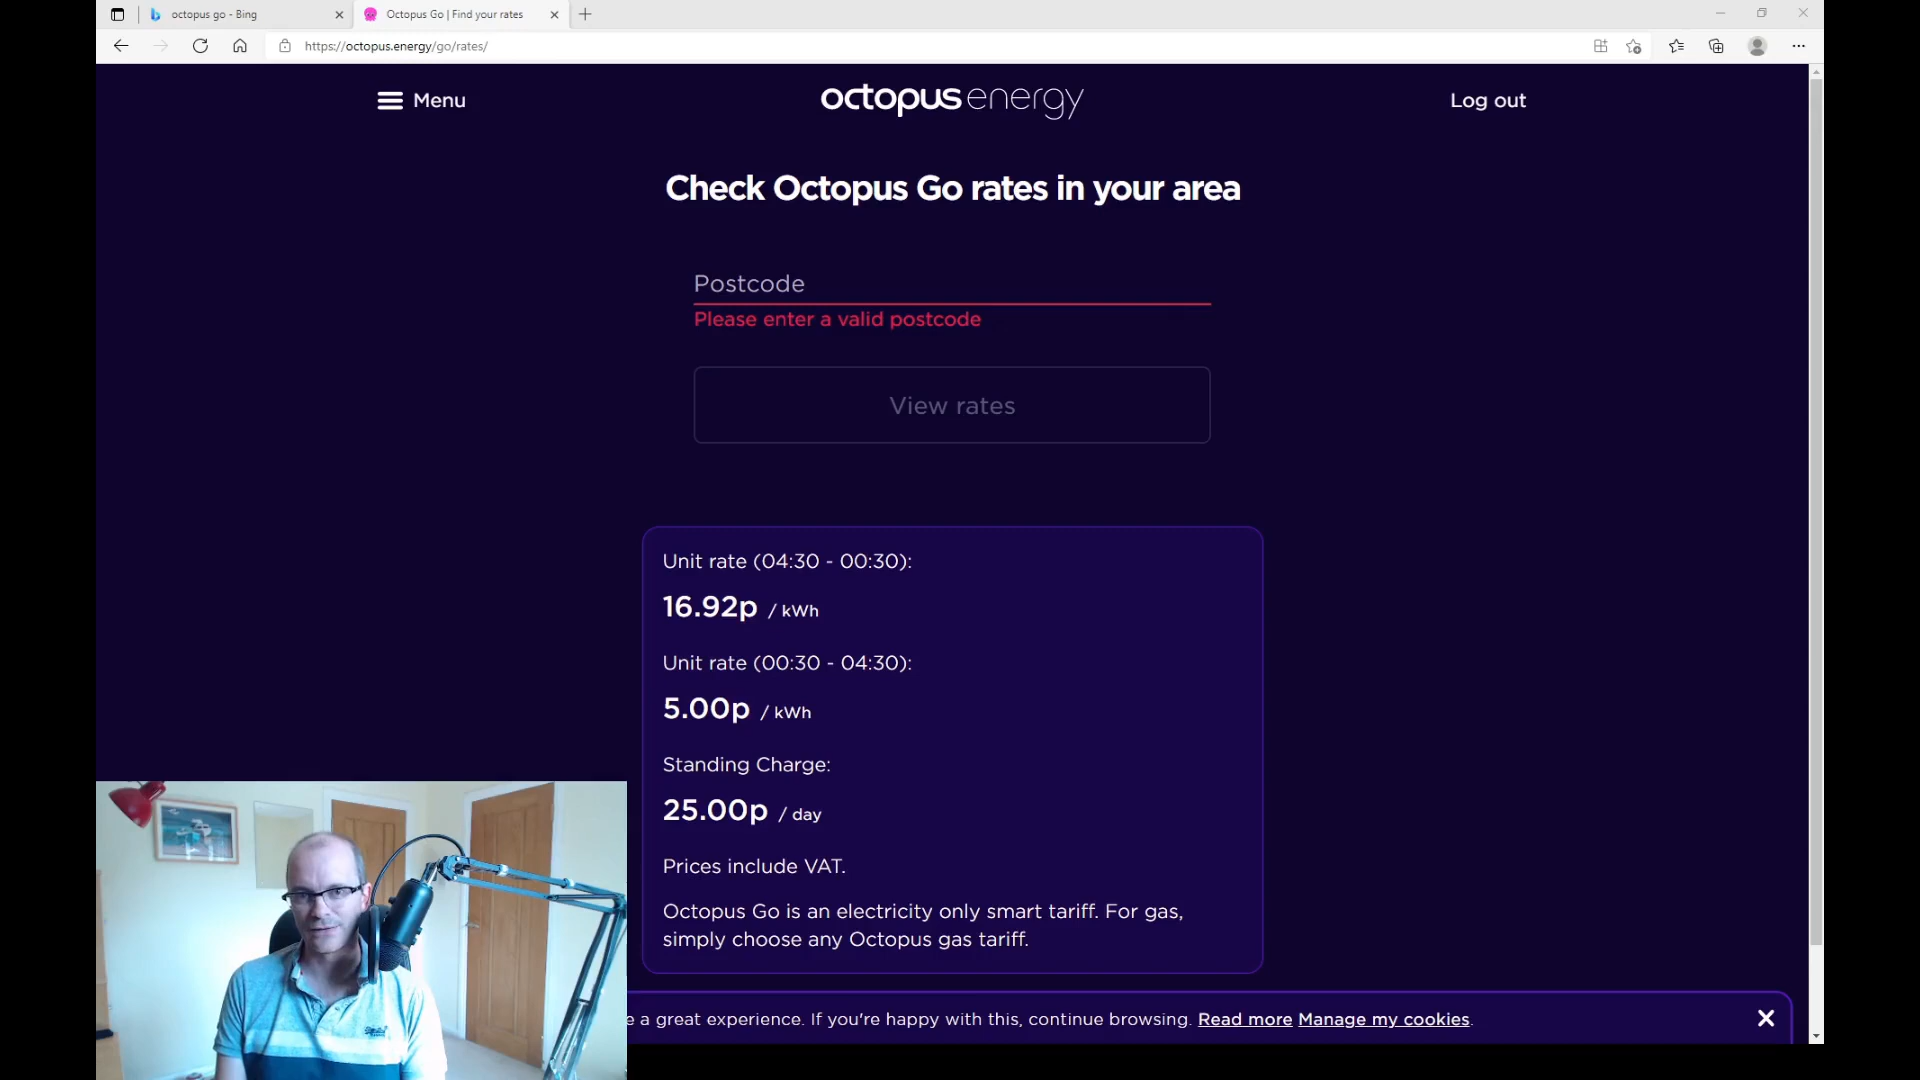 octopus go - Bing
Octopus Go | Find your rates
https://octopus.energy/go/rates/
Menu
octopus energy
Log out
Check Octopus Go rates in your area
Postcode
Please enter a valid postcode
View rates
Unit rate (04:30 - 00:30):
16.92p / kWh
Unit rate (00:30 - 04:30):
5.00p / kWh
Standing Charge:
25.00p / day
Prices include VAT.
Octopus Go is an electricity only smart tariff. For gas,
simply choose any Octopus gas tariff.
e a great experience. If you're happy with this, continue browsing. Read more Manage my cookies.